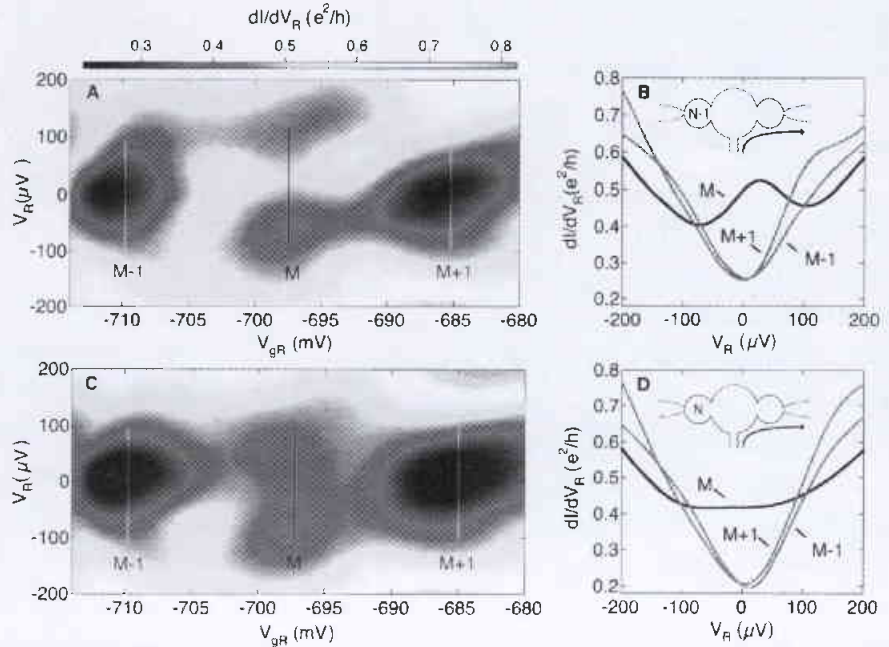 dI/dV_R (e²/h)
0.3 0.4 0.5 0.6 0.7 0.8
A
200
100
0
-100
-200
V_R(μV)
M-1 M M+1
-710 -705 -700 -695 -690 -685 -680
V_gR (mV)
B
0.8
0.7
0.6
0.5
0.4
0.3
0.2
dI/dV_R(e²/h)
N-1
M
M+1
M-1
-200 -100 0 100 200
V_R (μV)
C
200
100
0
-100
-200
V_R(μV)
M-1 M M+1
-710 -705 -700 -695 -690 -685 -680
V_gR (mV)
D
0.8
0.7
0.6
0.5
0.4
0.3
0.2
dI/dV_R (e²/h)
N
M
M+1
M-1
-200 -100 0 100 200
V_R (μV)